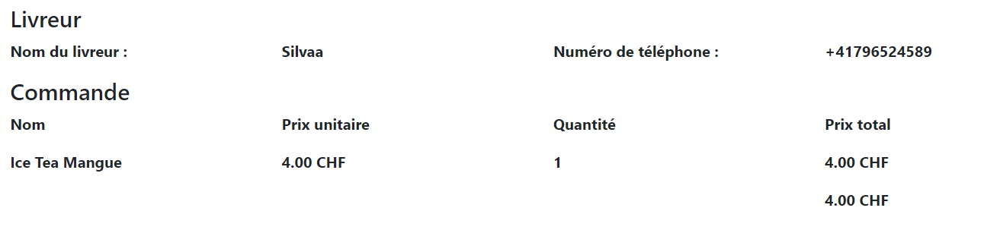 Livreur
Nom du livreur : Silvaa Numéro de téléphone : +41796524589
Commande
Nom Prix unitaire Quantité Prix total
Ice Tea Mangue 4.00 CHF 1 4.00 CHF
4.00 CHF